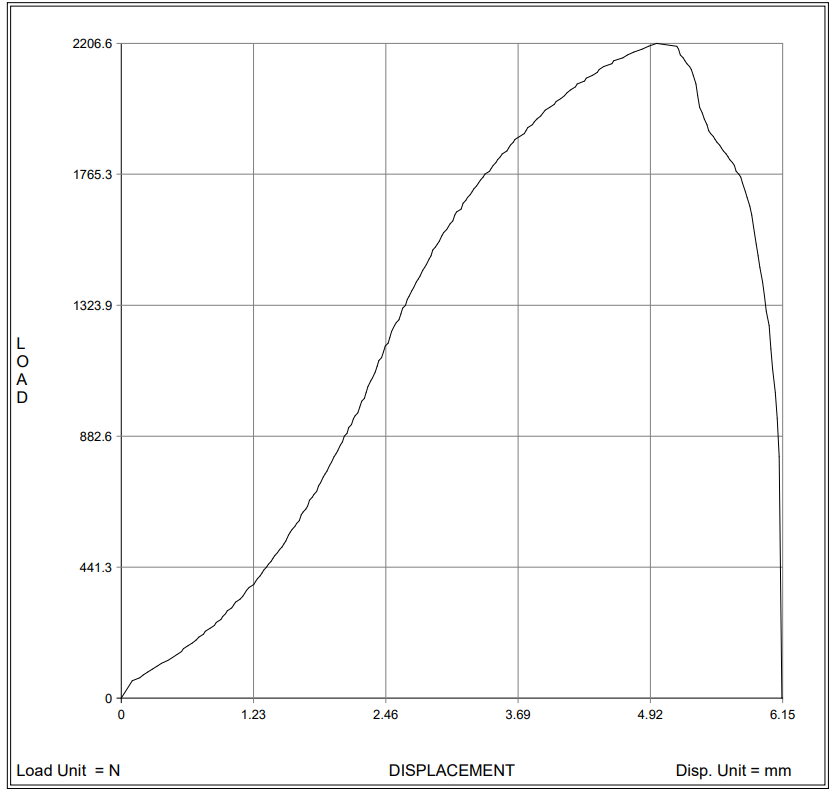 2206.6
1765.3
1323.9
L
O
A
D
882.6
441.3
0
0 1.23 2.46 3.69 4.92 6.15
Load Unit = N DISPLACEMENT Disp. Unit = mm